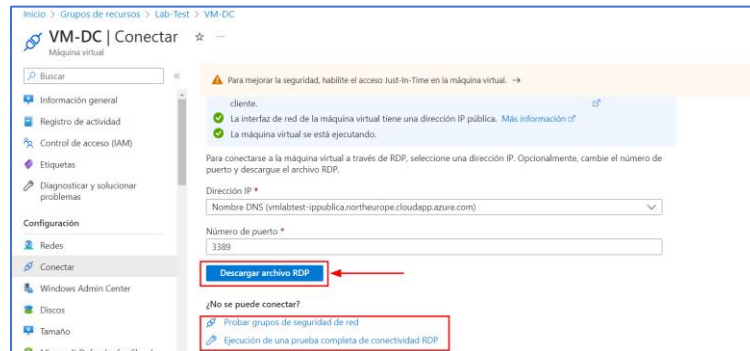 Inicio > Grupos de recursos > Lab-Test > VM-DC
VM-DC | Conectar ☆ ...
Máquina virtual
Buscar
«
Información general
Registro de actividad
Control de acceso (IAM)
Etiquetas
Diagnosticar y solucionar
problemas
Configuración
Redes
Conectar
Windows Admin Center
Discos
Tamaño
Para mejorar la seguridad, habilite el acceso Just-In-Time en la máquina virtual. →
cliente.
La interfaz de red de la máquina virtual tiene una dirección IP pública. Más información
La máquina virtual se está ejecutando.
Para conectarse a la máquina virtual a través de RDP, seleccione una dirección IP. Opcionalmente, cambie el número de
puerto y descargue el archivo RDP.
Dirección IP *
Nombre DNS (vmlabtest-ippublica.northeurope.cloudapp.azure.com)
Número de puerto *
3389
Descargar archivo RDP
¿No se puede conectar?
Probar grupos de seguridad de red
Ejecución de una prueba completa de conectividad RDP